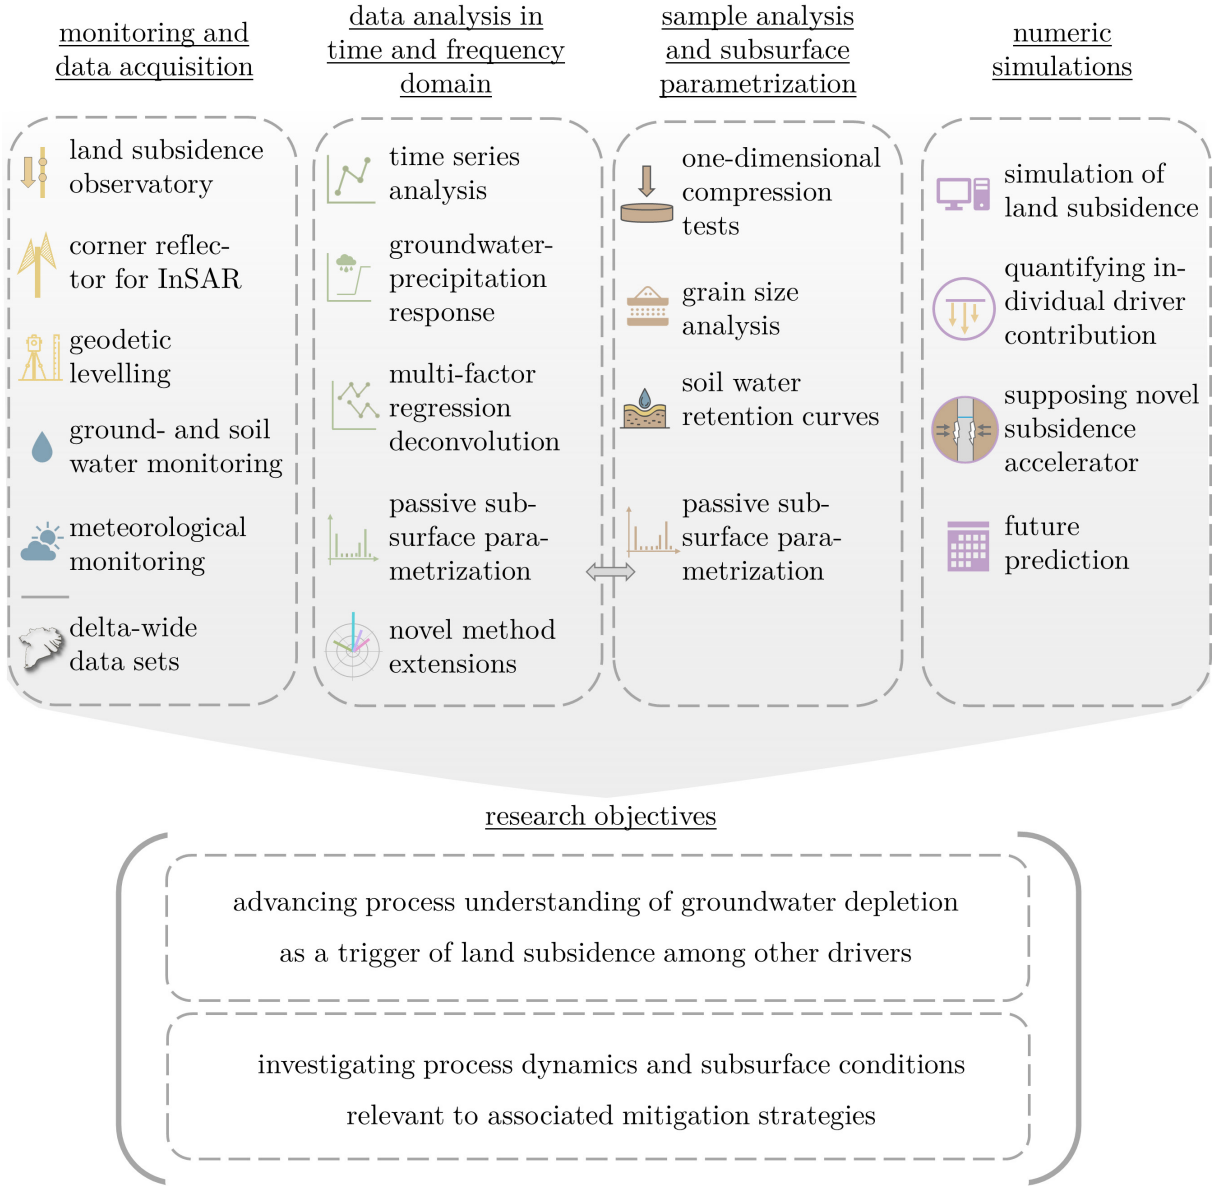 monitoring and
data acquisition
land subsidence
observatory
corner reflec-
tor for InSAR
geodetic
levelling
ground- and soil
water monitoring
meteorological
monitoring
delta-wide
data sets
data analysis in
time and frequency
domain
time series
analysis
groundwater-
precipitation
response
multi-factor
regression
deconvolution
passive sub-
surface para-
metrization
novel method
extensions
sample analysis
and subsurface
parametrization
one-dimensional
compression
tests
grain size
analysis
soil water
retention curves
passive sub-
surface para-
metrization
numeric
simulations
simulation of
land subsidence
quantifying in-
dividual driver
contribution
supposing novel
subsidence
accelerator
future
prediction
research objectives
advancing process understanding of groundwater depletion
as a trigger of land subsidence among other drivers
investigating process dynamics and subsurface conditions
relevant to associated mitigation strategies